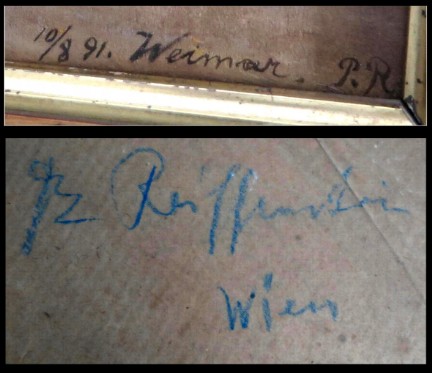 10/8 91. Weimar. P. R.
Reiffenstein
Wien